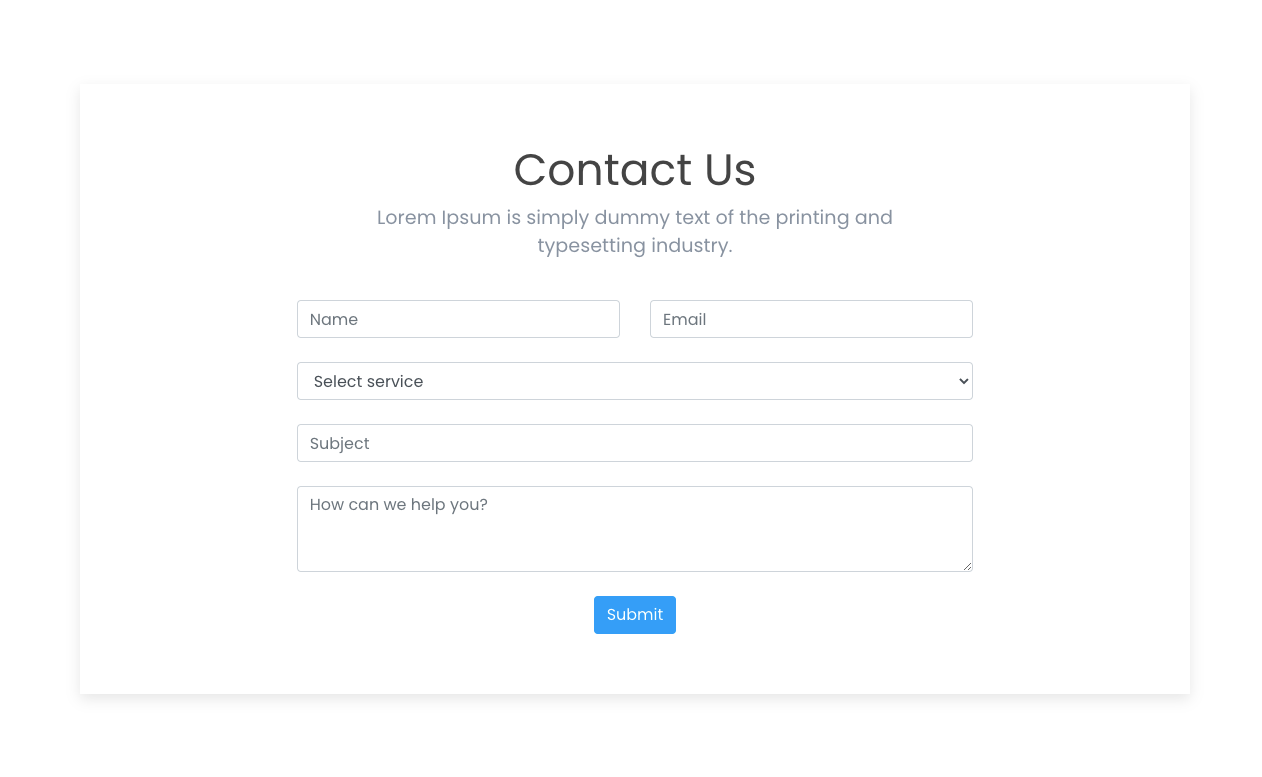 Contact Us
Lorem Ipsum is simply dummy text of the printing and
typesetting industry.
Name
Email
Select service
Subject
How can we help you?
Submit